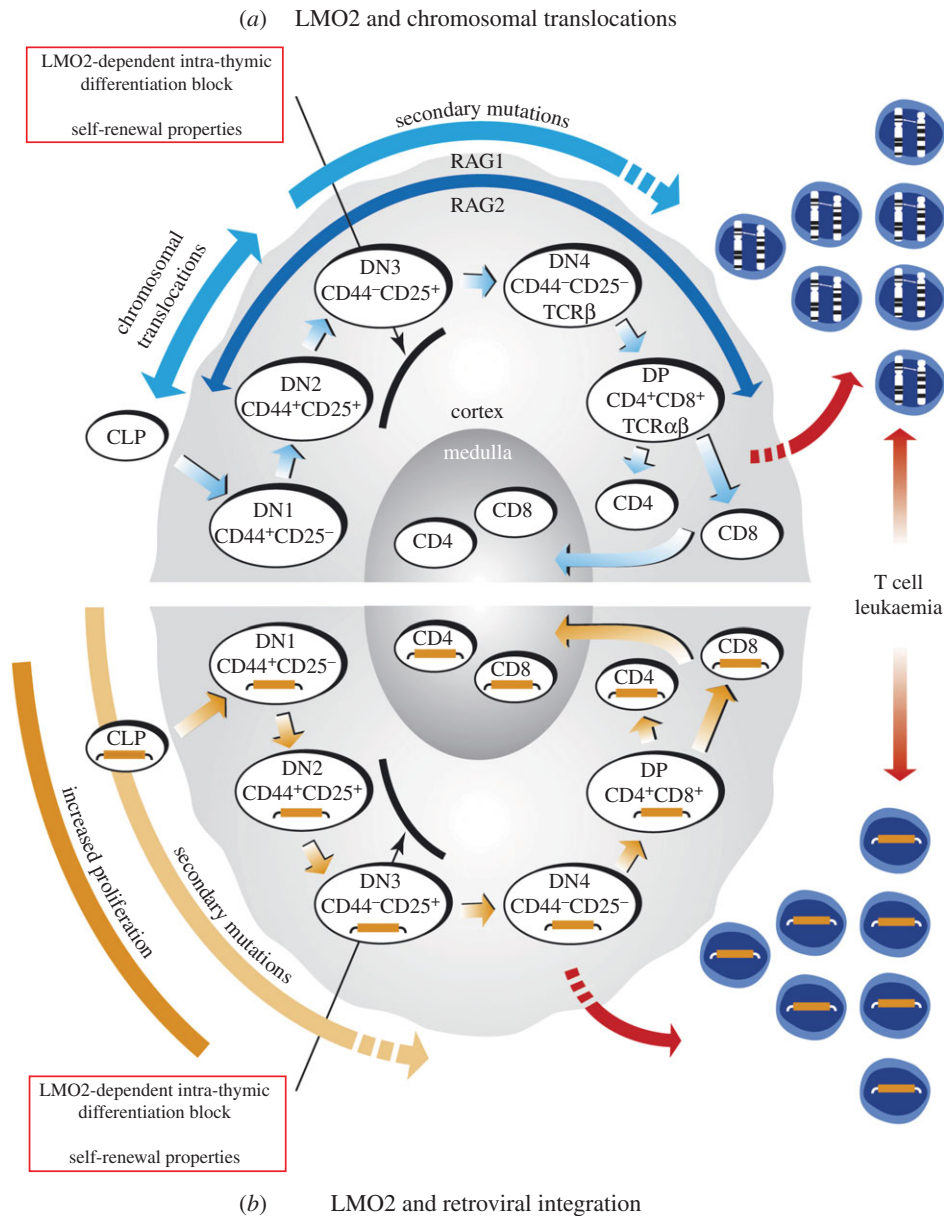 (a) LMO2 and chromosomal translocations
LMO2-dependent intra-thymic
differentiation block
self-renewal properties
secondary mutations
chromosomal
translocations
RAG1
RAG2
DN3
CD44⁻CD25⁺
DN4
CD44⁻CD25⁻
TCRβ
DN2
CD44⁺CD25⁺
DP
CD4⁺CD8⁺
TCRαβ
CLP
cortex
medulla
DN1
CD44⁺CD25⁻
CD4
CD8
CD4
CD8
T cell
leukaemia
DN1
CD44⁺CD25⁻
CD4
CD8
CD4
CD8
CLP
DN2
CD44⁺CD25⁺
DP
CD4⁺CD8⁺
increased proliferation
secondary mutations
DN3
CD44⁻CD25⁺
DN4
CD44⁻CD25⁻
LMO2-dependent intra-thymic
differentiation block
self-renewal properties
(b) LMO2 and retroviral integration